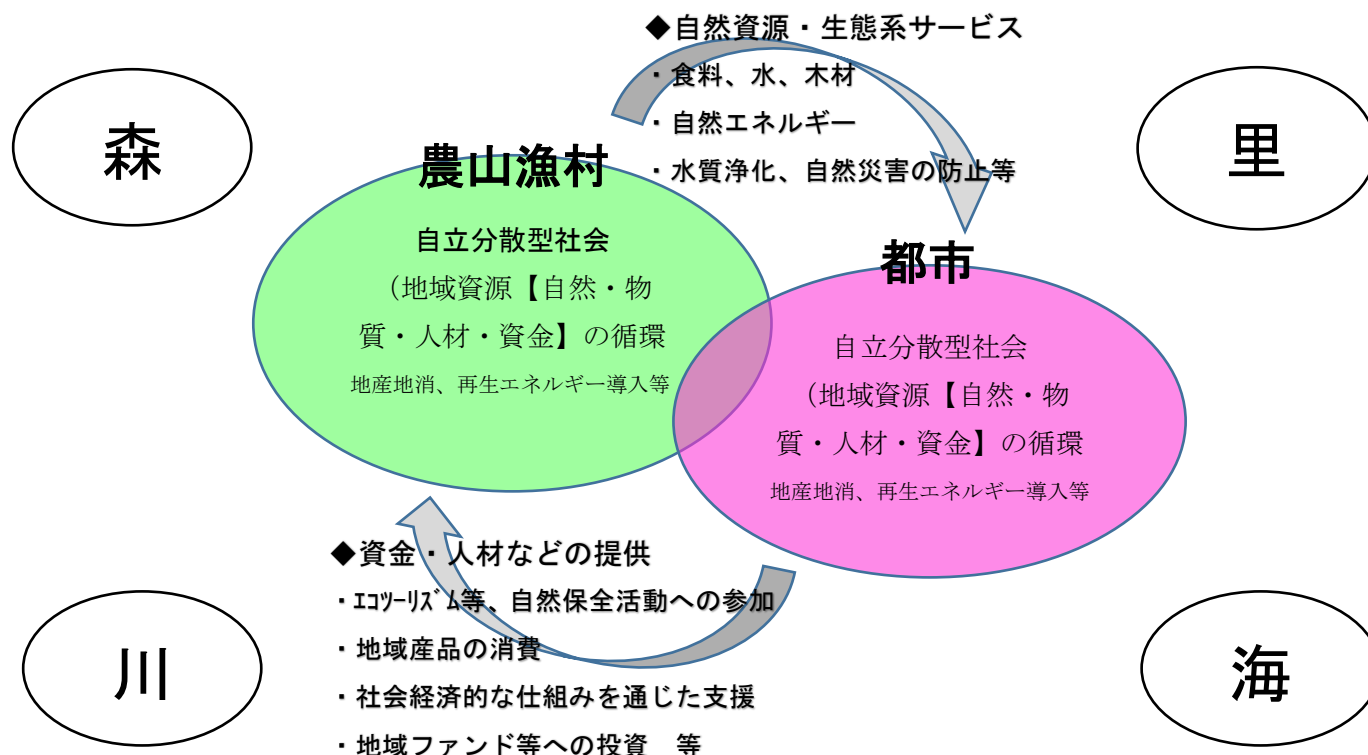 ◆自然資源・生態系サービス
・食料、水、木材
・自然エネルギー
・水質浄化、自然災害の防止等
森
里
農山漁村
自立分散型社会
（地域資源【自然・物
質・人材・資金】の循環
地産地消、再生エネルギー導入等
都市
自立分散型社会
（地域資源【自然・物
質・人材・資金】の循環
地産地消、再生エネルギー導入等
◆資金・人材などの提供
・ｴｺﾂｰﾘｽﾞﾑ等、自然保全活動への参加
・地域産品の消費
・社会経済的な仕組みを通じた支援
・地域ファンド等への投資　等
川
海